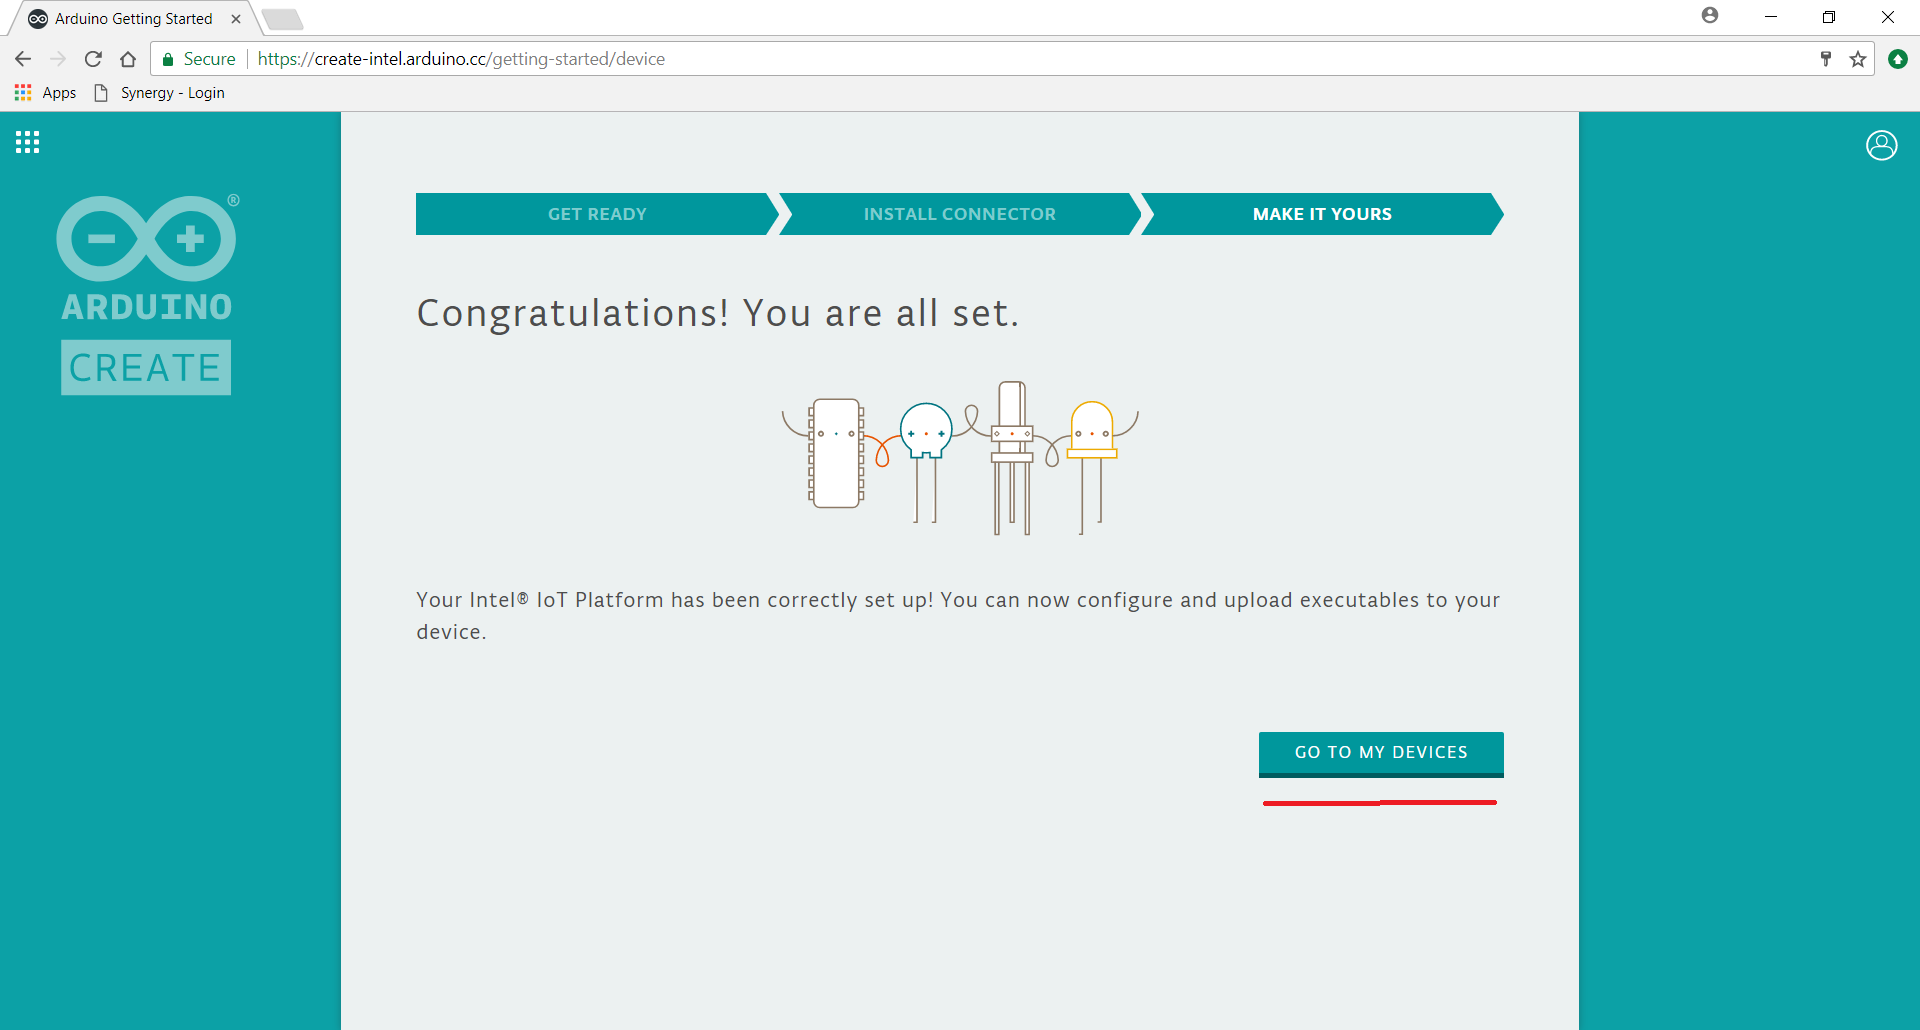 Arduino Getting Started
Secure
https://create-intel.arduino.cc/getting-started/device
Apps
Synergy - Login
®
ARDUINO
CREATE
GET READY
INSTALL CONNECTOR
MAKE IT YOURS
Congratulations! You are all set.
Your Intel® IoT Platform has been correctly set up! You can now configure and upload executables to your
device.
GO TO MY DEVICES